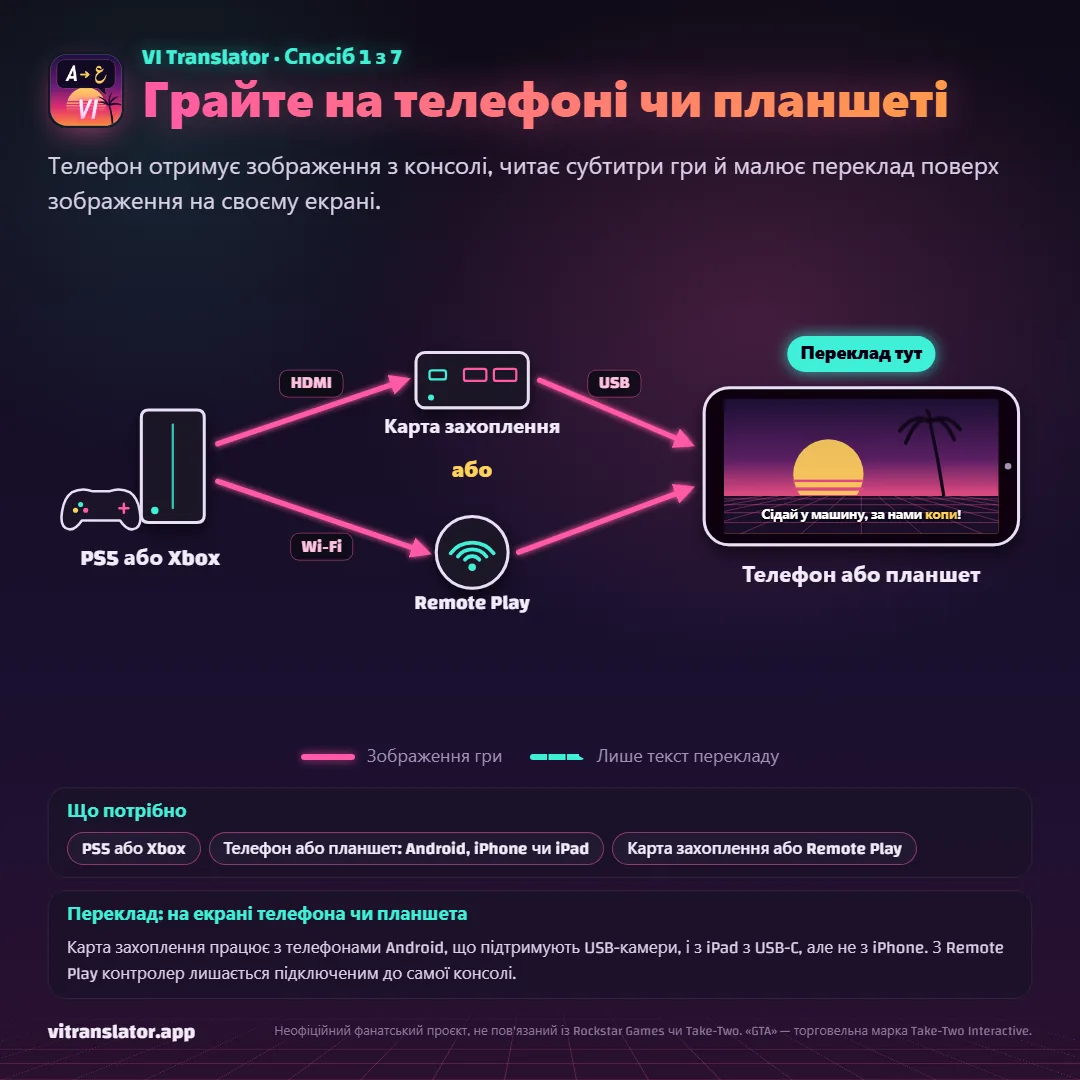 A→ع
VI
VI Translator · Спосіб 1 з 7
Грайте на телефоні чи планшеті
Телефон отримує зображення з консолі, читає субтитри гри й малює переклад поверх
зображення на своєму екрані.
Переклад тут
HDMI
USB
Карта захоплення
або
Сідай у машину, за нами копи!
Wi-Fi
PS5 або Xbox
Телефон або планшет
Remote Play
Зображення гри
Лише текст перекладу
Що потрібно
PS5 або Xbox
Телефон або планшет: Android, iPhone чи iPad
Карта захоплення або Remote Play
Переклад: на екрані телефона чи планшета
Карта захоплення працює з телефонами Android, що підтримують USB-камери, і з iPad з USB-C, але не з iPhone. З Remote
Play контролер лишається підключеним до самої консолі.
vitranslator.app
Неофіційний фанатський проєкт, не пов'язаний із Rockstar Games чи Take-Two. «GTA» — торговельна марка Take-Two Interactive.